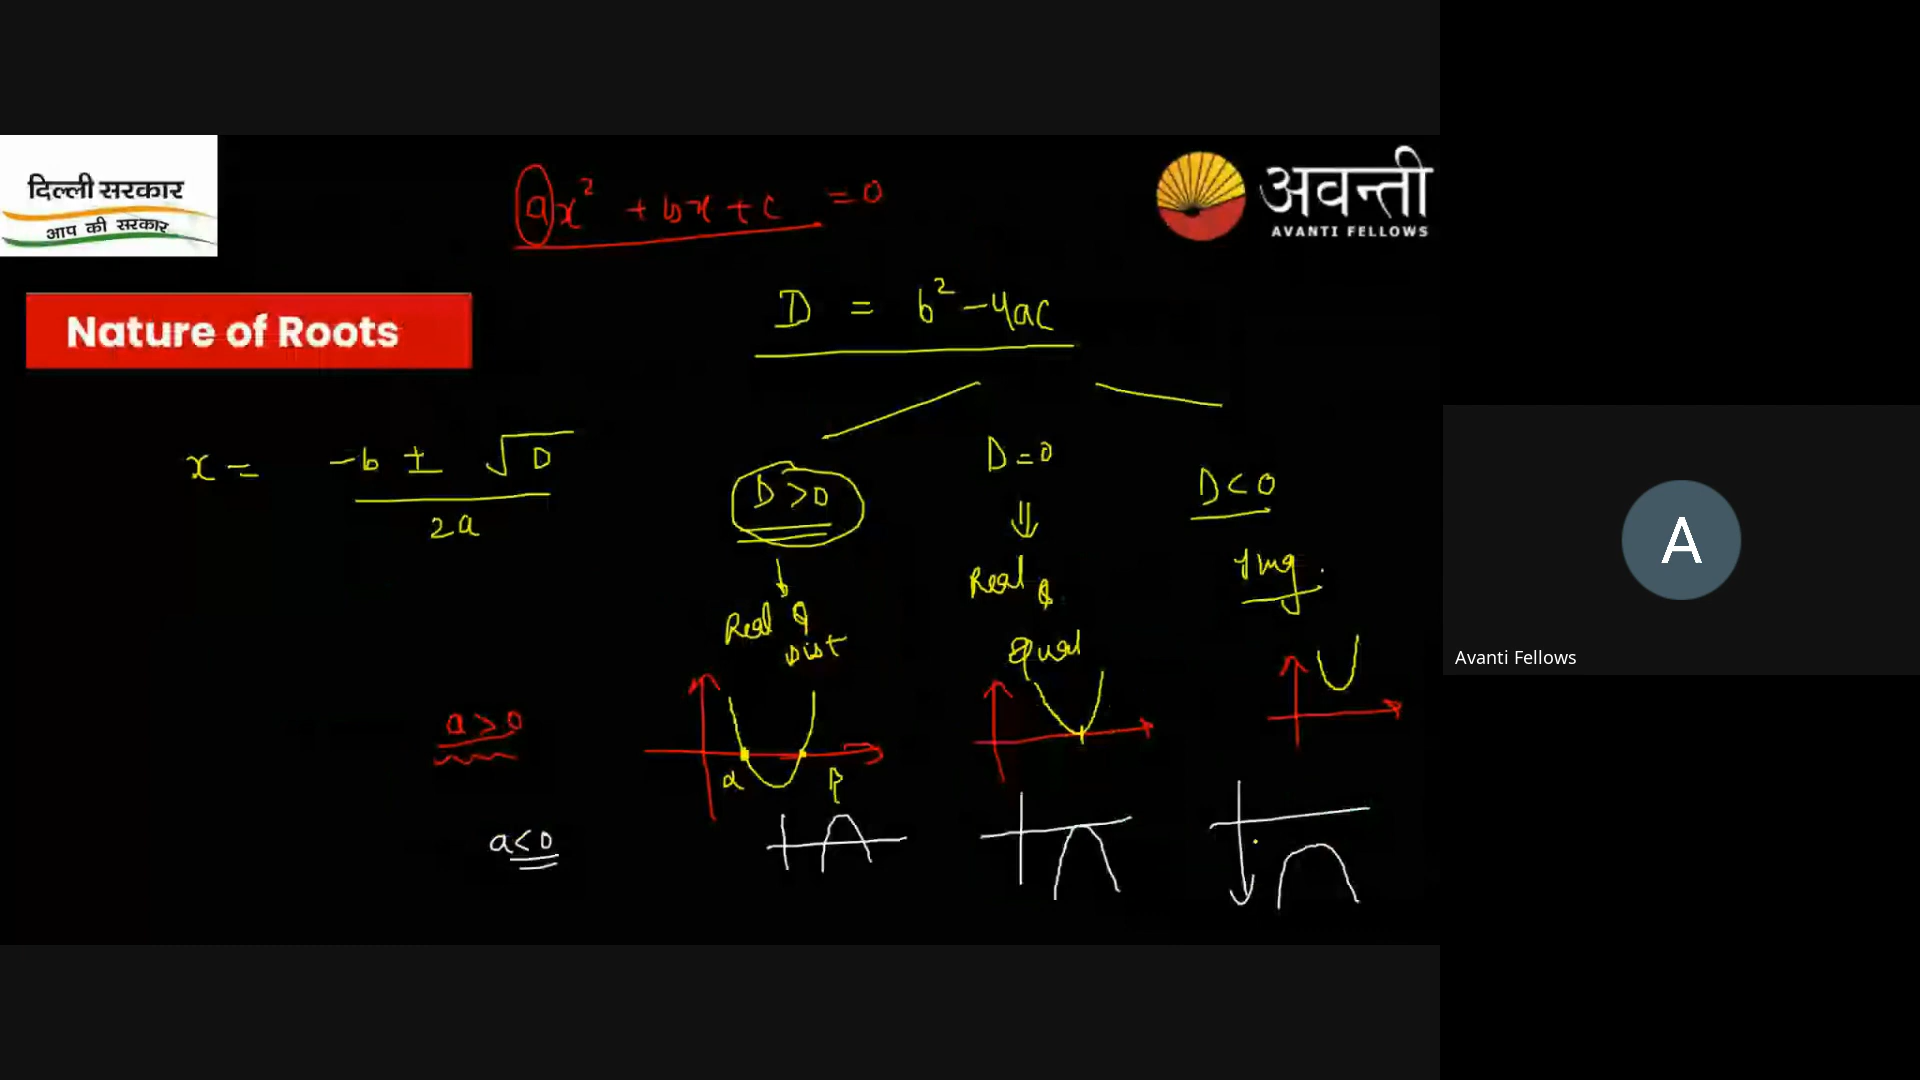 दिल्ली सरकार
आप की सरकार
ax² + bx + c = 0
अवन्ती
AVANTI FELLOWS
Nature of Roots
D = b² - 4ac
x = -b ± √D
2a
D > 0
D = 0
D < 0
⇓
Img.
Real &
Dist
Real &
Equal
a > 0
α β
a < 0
A
Avanti Fellows